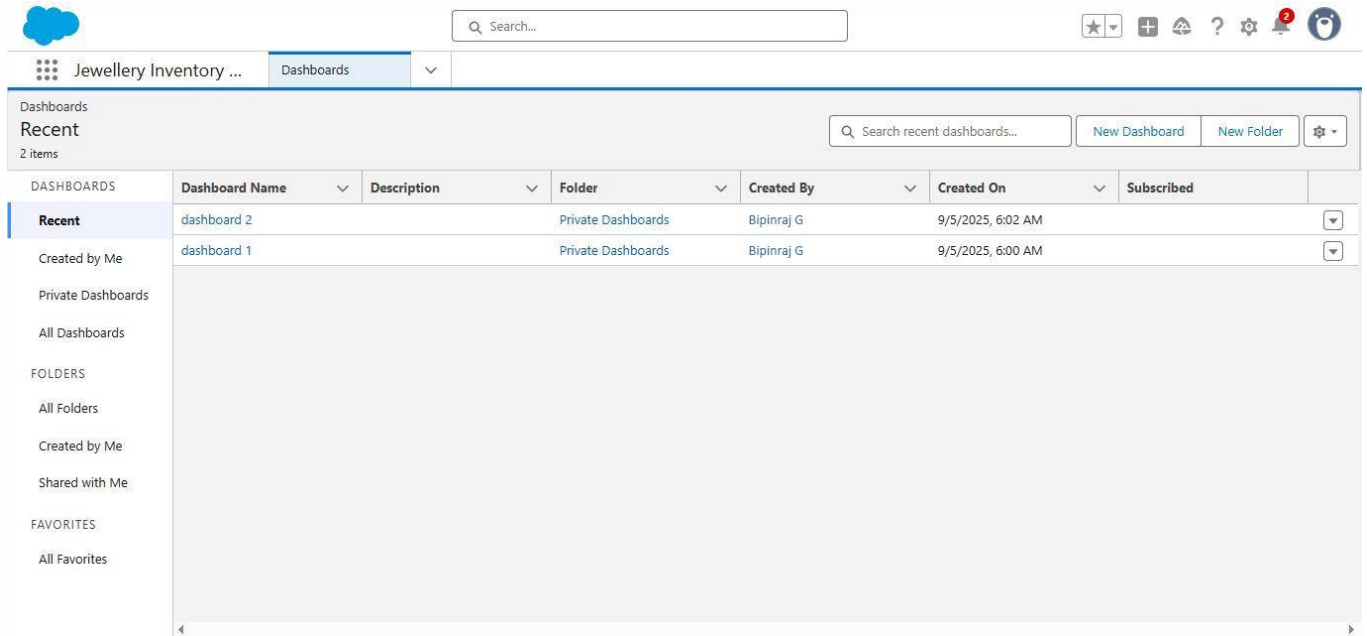 Search...
2
Jewellery Inventory ...
Dashboards
Dashboards
Recent
2 items
Search recent dashboards...
New Dashboard
New Folder
DASHBOARDS
Recent
Created by Me
Private Dashboards
All Dashboards
FOLDERS
All Folders
Created by Me
Shared with Me
FAVORITES
All Favorites
Dashboard Name Description Folder Created By Created On Subscribed
dashboard 2 Private Dashboards Bipinraj G 9/5/2025, 6:02 AM
dashboard 1 Private Dashboards Bipinraj G 9/5/2025, 6:00 AM